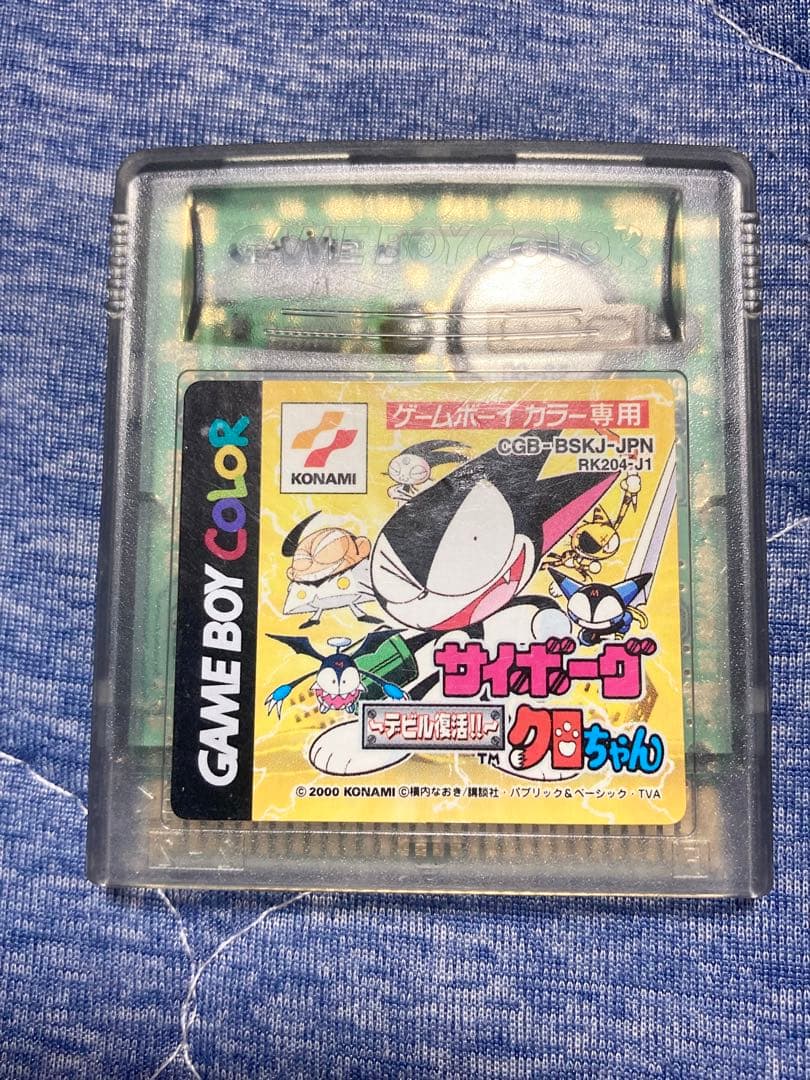 GAME BOY COLOR
GAME BOY COLOR
KONAMI
ゲームボーイカラー専用
CGB-BSKJ-JPN
RK204-J1
サイボーグ
クロちゃん
~デビル復活!!~
TM
© 2000 KONAMI ©横内なおき/講談社・パブリック&ベーシック・TVA